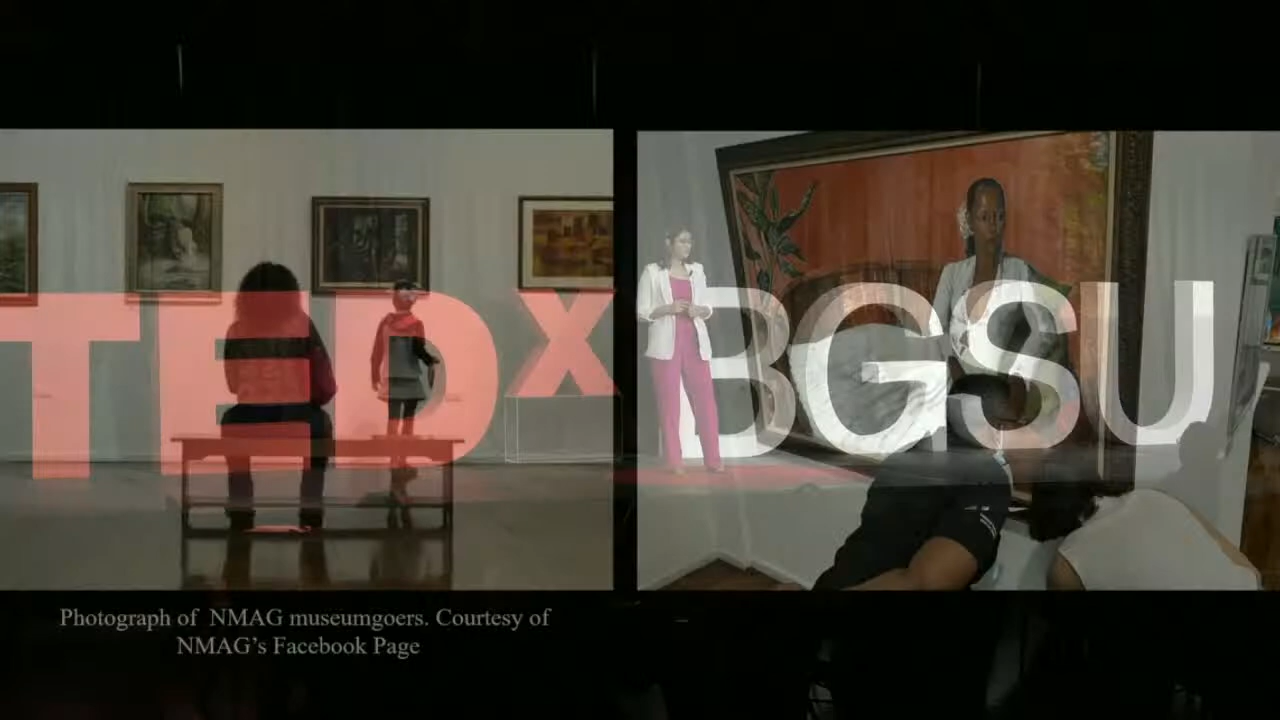 TEDx BGSU
Photograph of NMAG museumgoers. Courtesy of
NMAG's Facebook Page